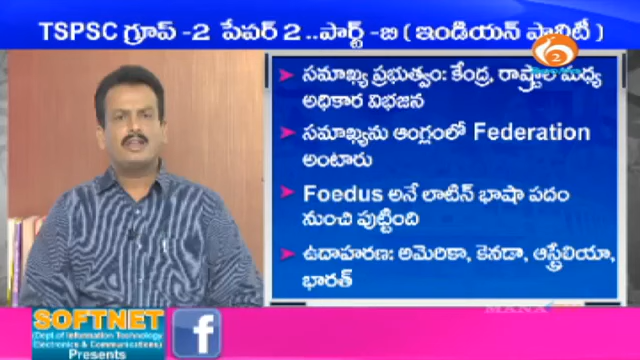 TSPSC గ్రూప్ -2 పేపర్ 2 ..పార్ట్ -బి ( ఇండియన్ పాలిటీ )
సమాఖ్య ప్రభుత్వం: కేంద్ర, రాష్ట్రాల మధ్య
అధికార విభజన
సమాఖ్యను ఆంగ్లంలో Federation
అంటారు
Foedus అనే లాటిన్ భాషా పదం
నుంచి పుట్టింది
ఉదాహరణ: అమెరికా, కెనడా, ఆస్ట్రేలియా,
భారత్
SOFTNET
(Dept.of Information Technology
Electronics & Communications)
Presents
f
MANA